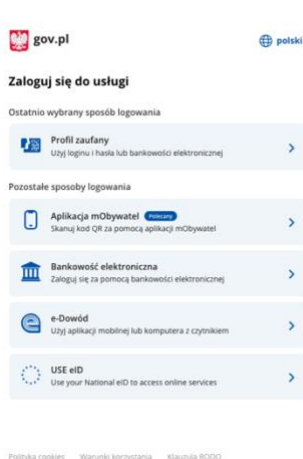 gov.pl
polski
Zaloguj się do usługi
Ostatnio wybrany sposób logowania
Profil zaufany
Użyj loginu i hasła lub bankowości elektronicznej
Pozostałe sposoby logowania
Aplikacja mObywatel Polecany
Skanuj kod QR za pomocą aplikacji mObywatel
Bankowość elektroniczna
Zaloguj się za pomocą bankowości elektronicznej
e-Dowód
Użyj aplikacji mobilnej lub komputera z czytnikiem
USE eID
Use your National eID to access online services
Polityka cookies Warunki korzystania Klauzula RODO